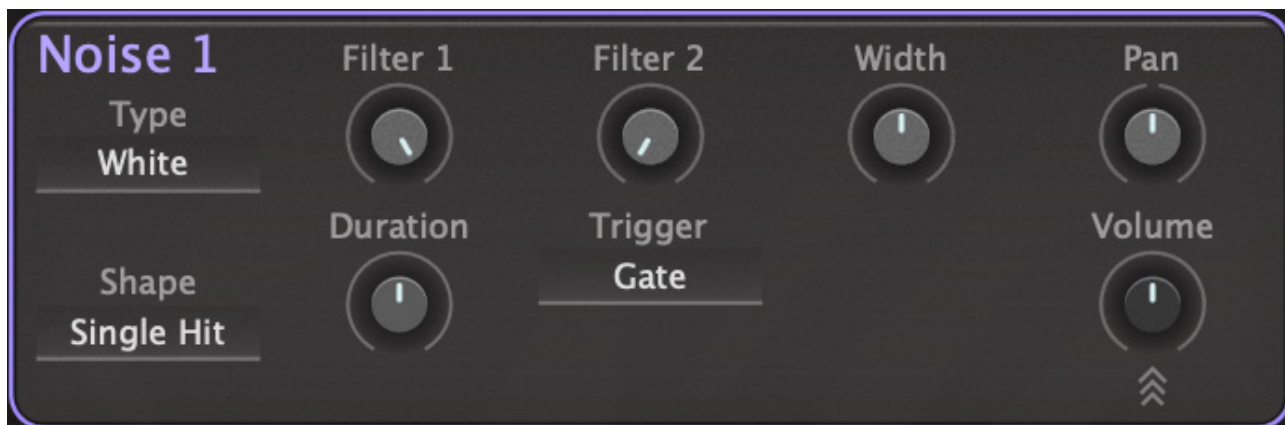 Noise 1
Filter 1
Filter 2
Width
Pan
Type
White
Duration
Trigger
Volume
Shape
Gate
Single Hit